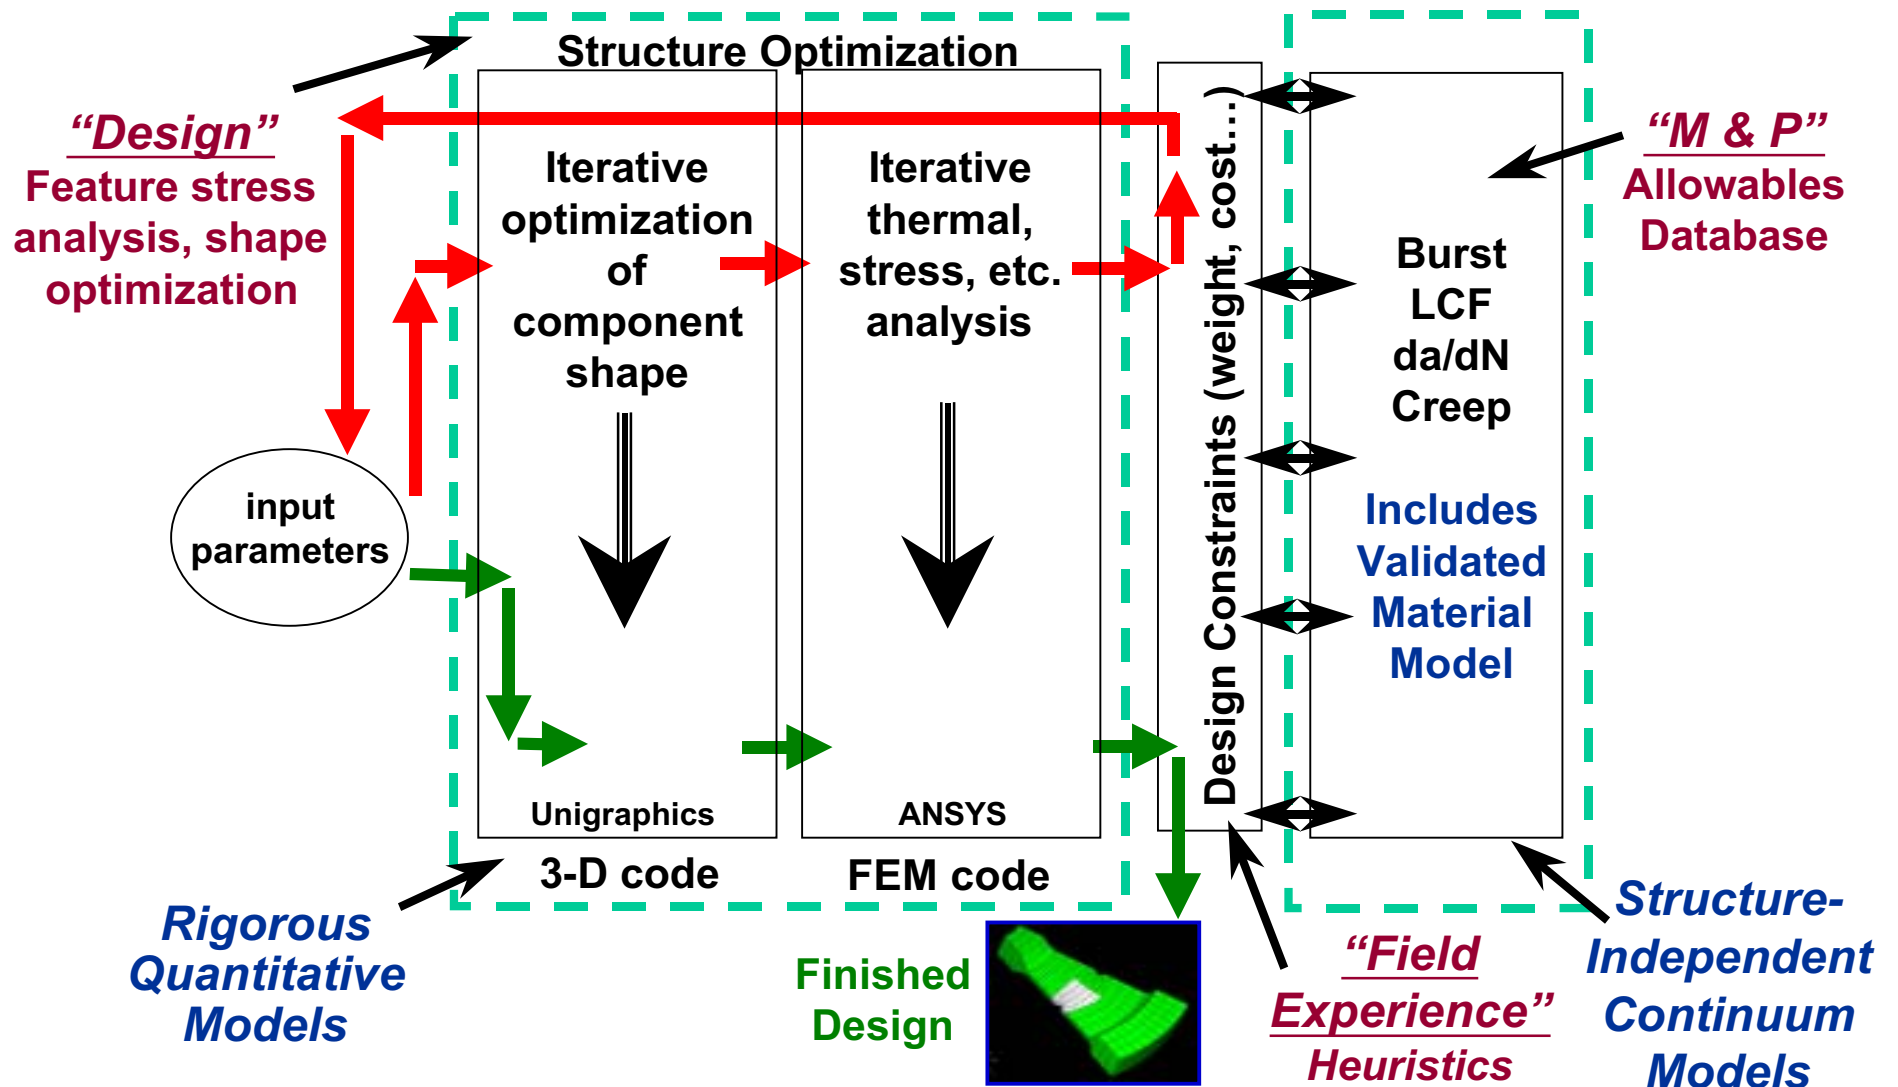 Structure Optimization
“Design”
Feature stress
analysis, shape
optimization
Iterative
optimization
of
component
shape
Iterative
thermal,
stress, etc.
analysis
Design Constraints (weight, cost…)
Burst
LCF
da/dN
Creep
Includes
Validated
Material
Model
“M & P”
Allowables
Database
input
parameters
Unigraphics
ANSYS
3-D code
FEM code
Rigorous
Quantitative
Models
Finished
Design
“Field
Experience”
Heuristics
Structure-
Independent
Continuum
Models